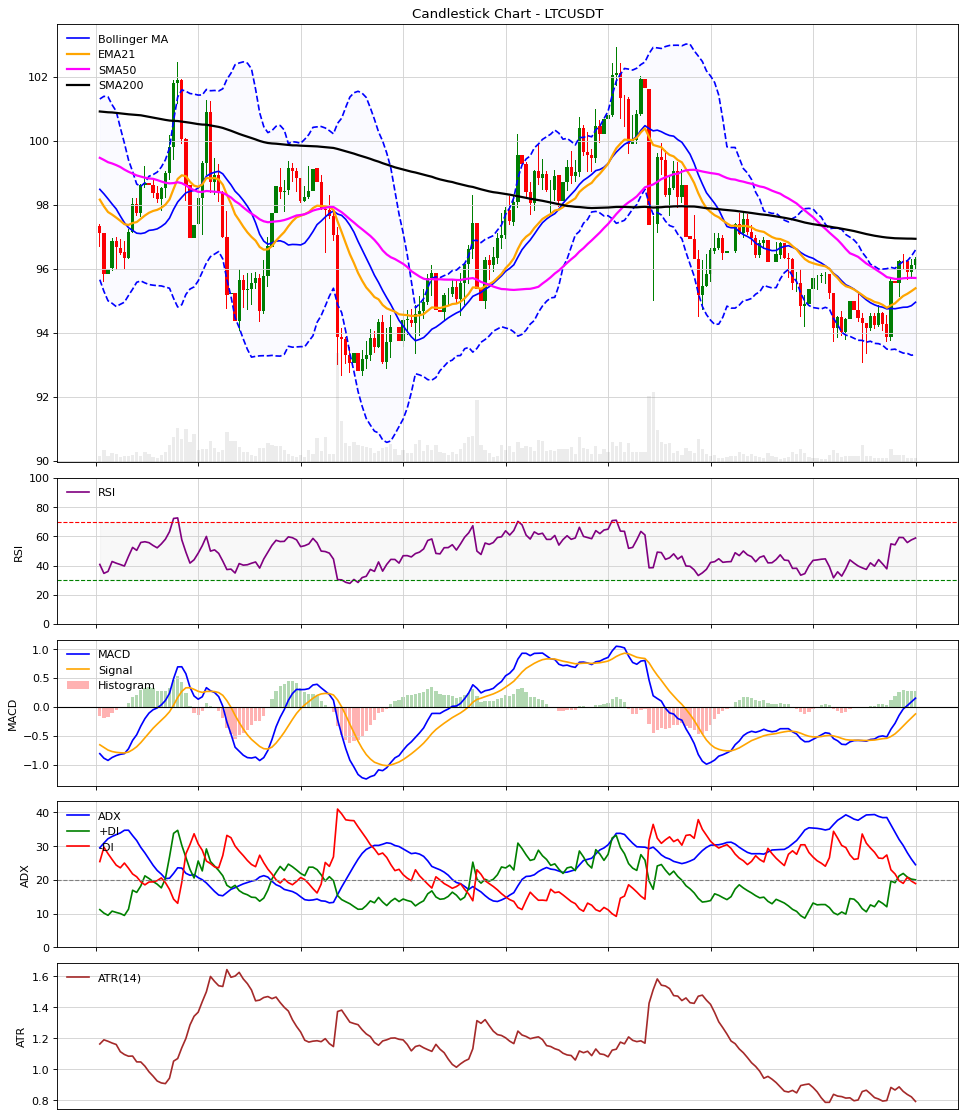 Candlestick Chart - LTCUSDT
Bollinger MA
EMA21
SMA50
SMA200
102
100
98
96
94
92
90
RSI
100
80
60
40
20
0
RSI
MACD
Signal
Histogram
1.0
0.5
0.0
−0.5
−1.0
MACD
ADX
+DI
-DI
40
30
20
10
0
ADX
ATR(14)
1.6
1.4
1.2
1.0
0.8
ATR